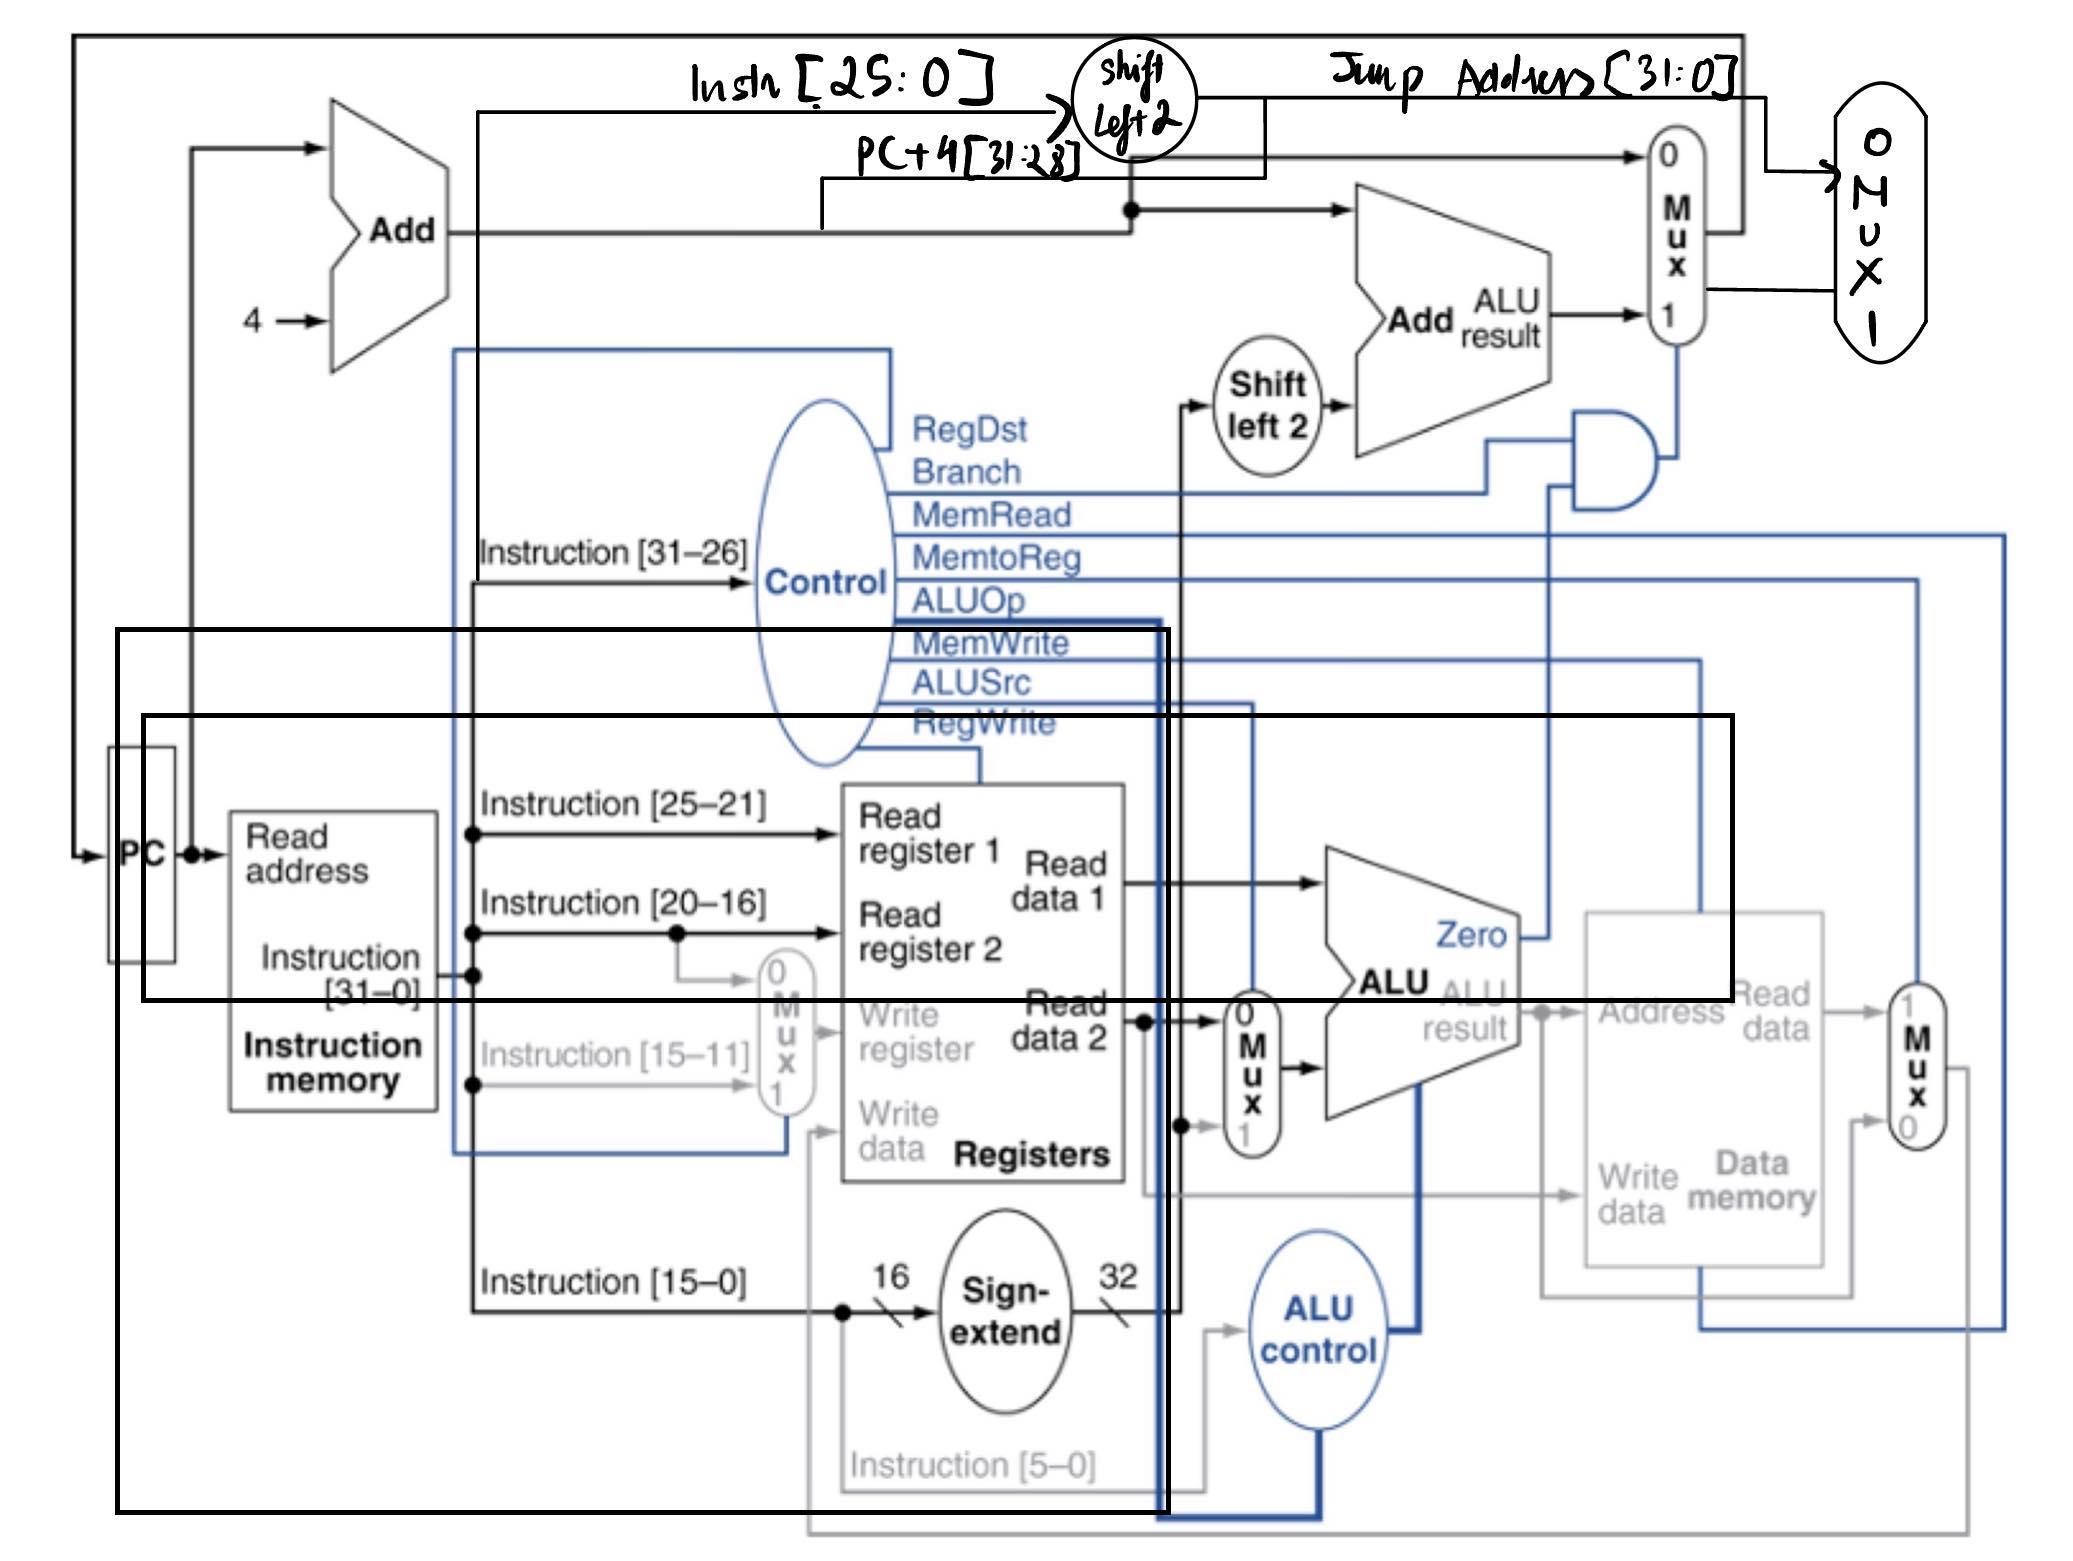 Instr [25:0]
Shift
Left 2
Jump Address [31:0]
PC+4[31:28]
0
M
u
x
1
0
M
U
X
1
Add
4
Add
ALU
result
Shift
left 2
RegDst
Branch
MemRead
MemtoReg
ALUOp
MemWrite
ALUSrc
RegWrite
Instruction [31–26]
Control
PC
Read
address
Instruction
[31–0]
Instruction
memory
Instruction [25–21]
Instruction [20–16]
Instruction [15–11]
0
M
u
x
1
Read
register 1
Read
register 2
Write
register
Write
data
Read
data 1
Read
data 2
Registers
0
M
u
x
1
Zero
ALU
ALU
result
Address
Read
data
Write
data
Data
memory
1
M
u
x
0
Instruction [15–0]
16
Sign-
extend
32
ALU
control
Instruction [5–0]